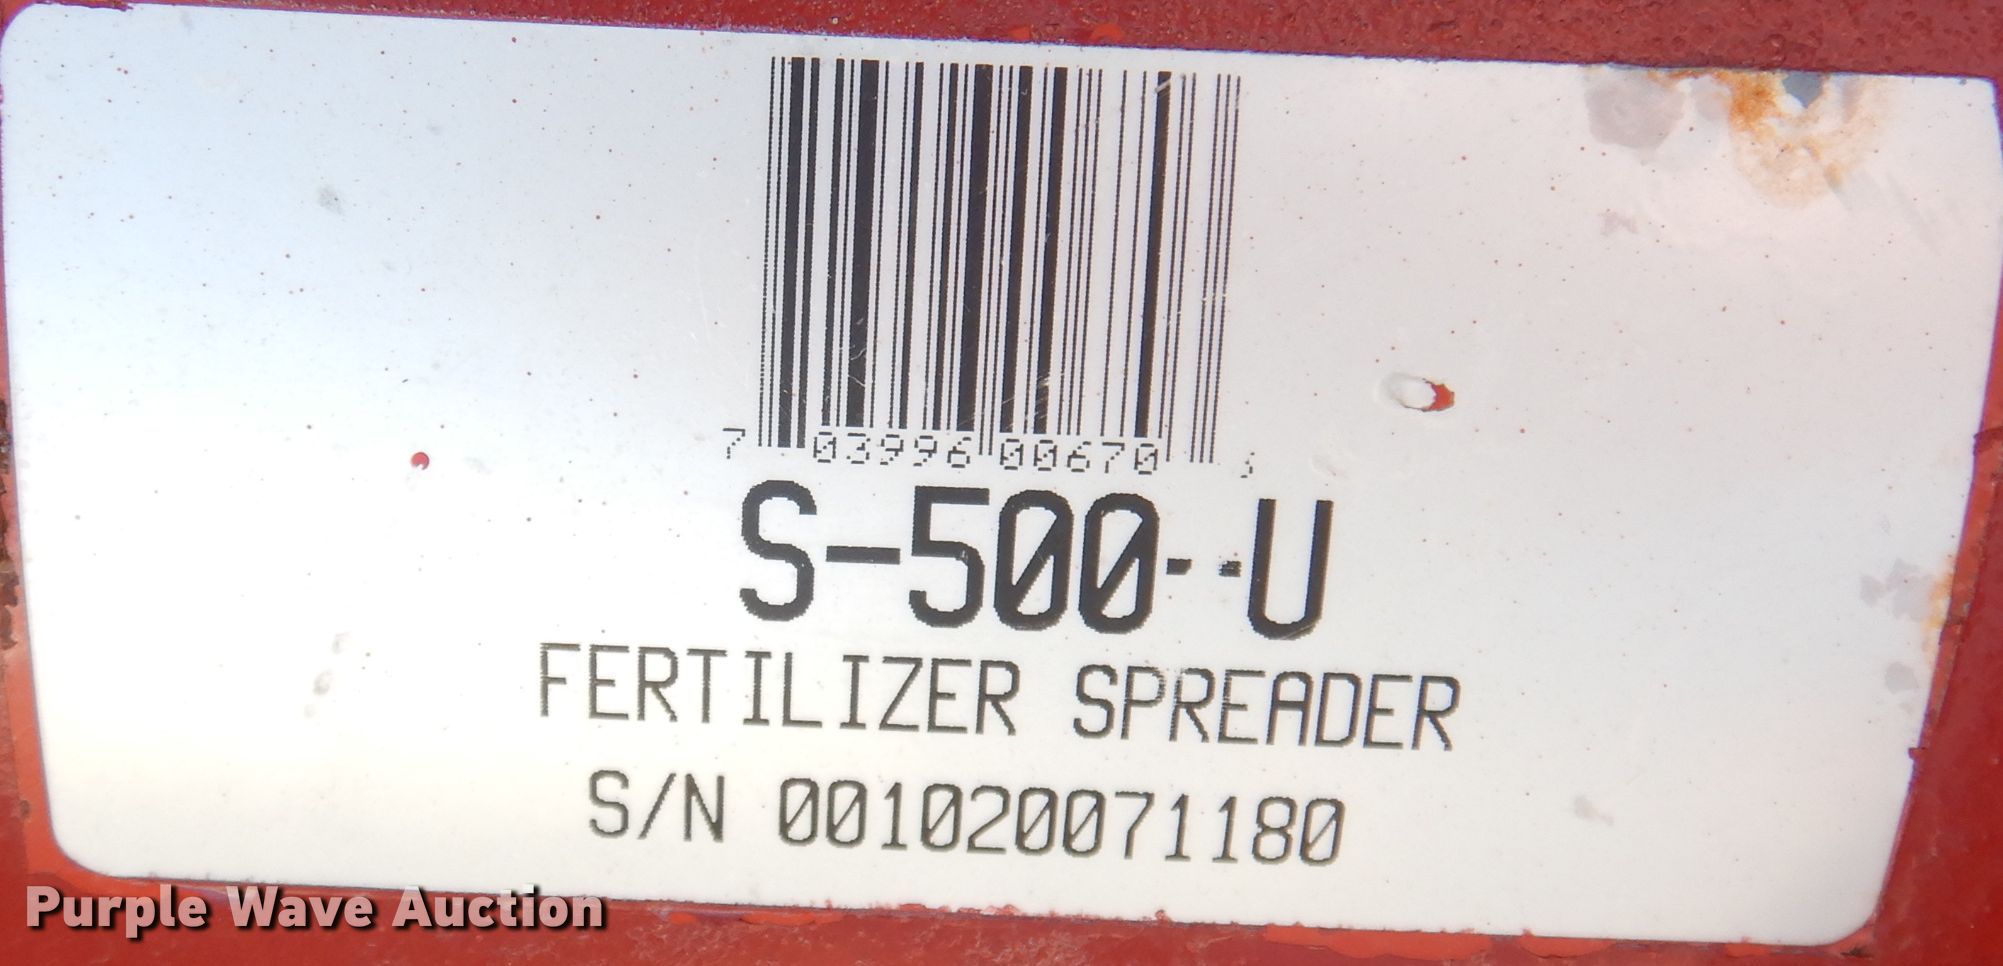 7 03996 00670
S-500--U
FERTILIZER SPREADER
S/N 001020071180
Purple Wave Auction